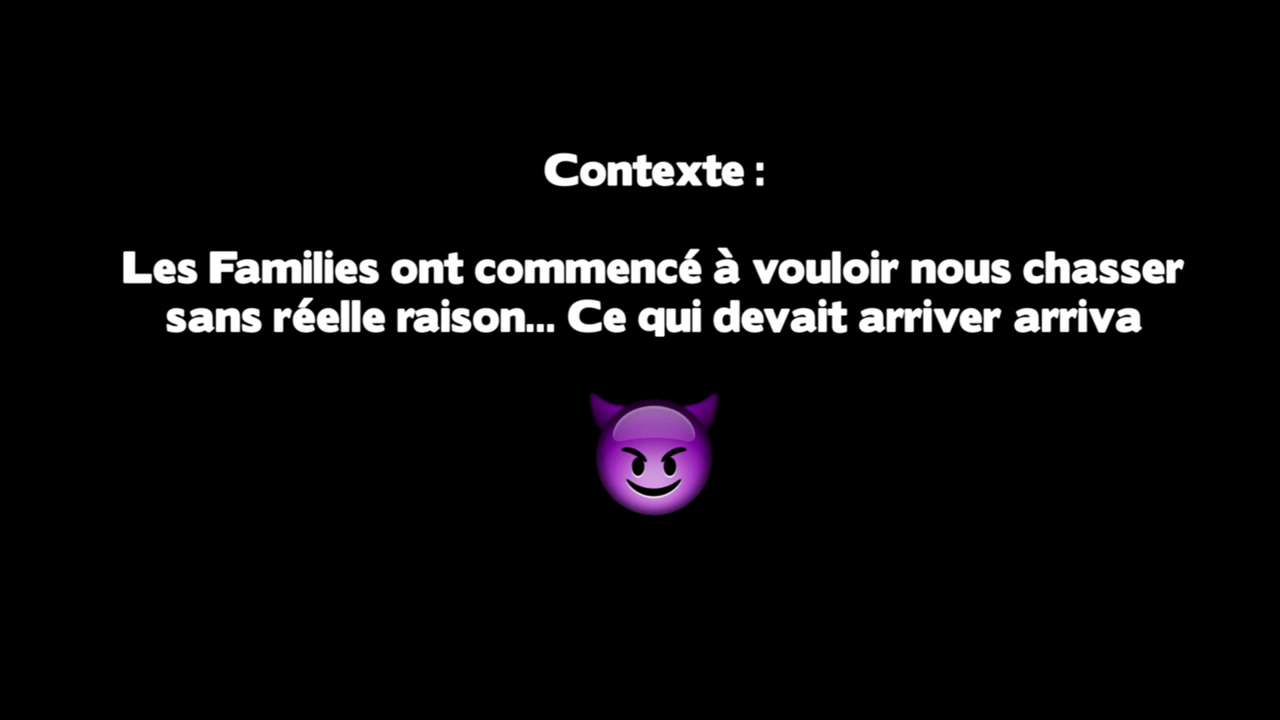 Contexte :
Les Families ont commencé à vouloir nous chasser
sans réelle raison... Ce qui devait arriver arriva